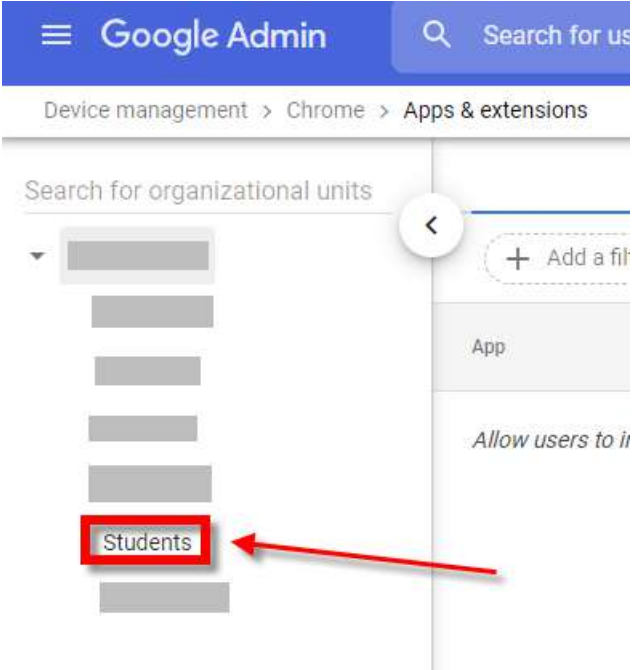 Google Admin
Search for us
Device management > Chrome > Apps & extensions
Search for organizational units
+ Add a filt
App
Allow users to in
Students